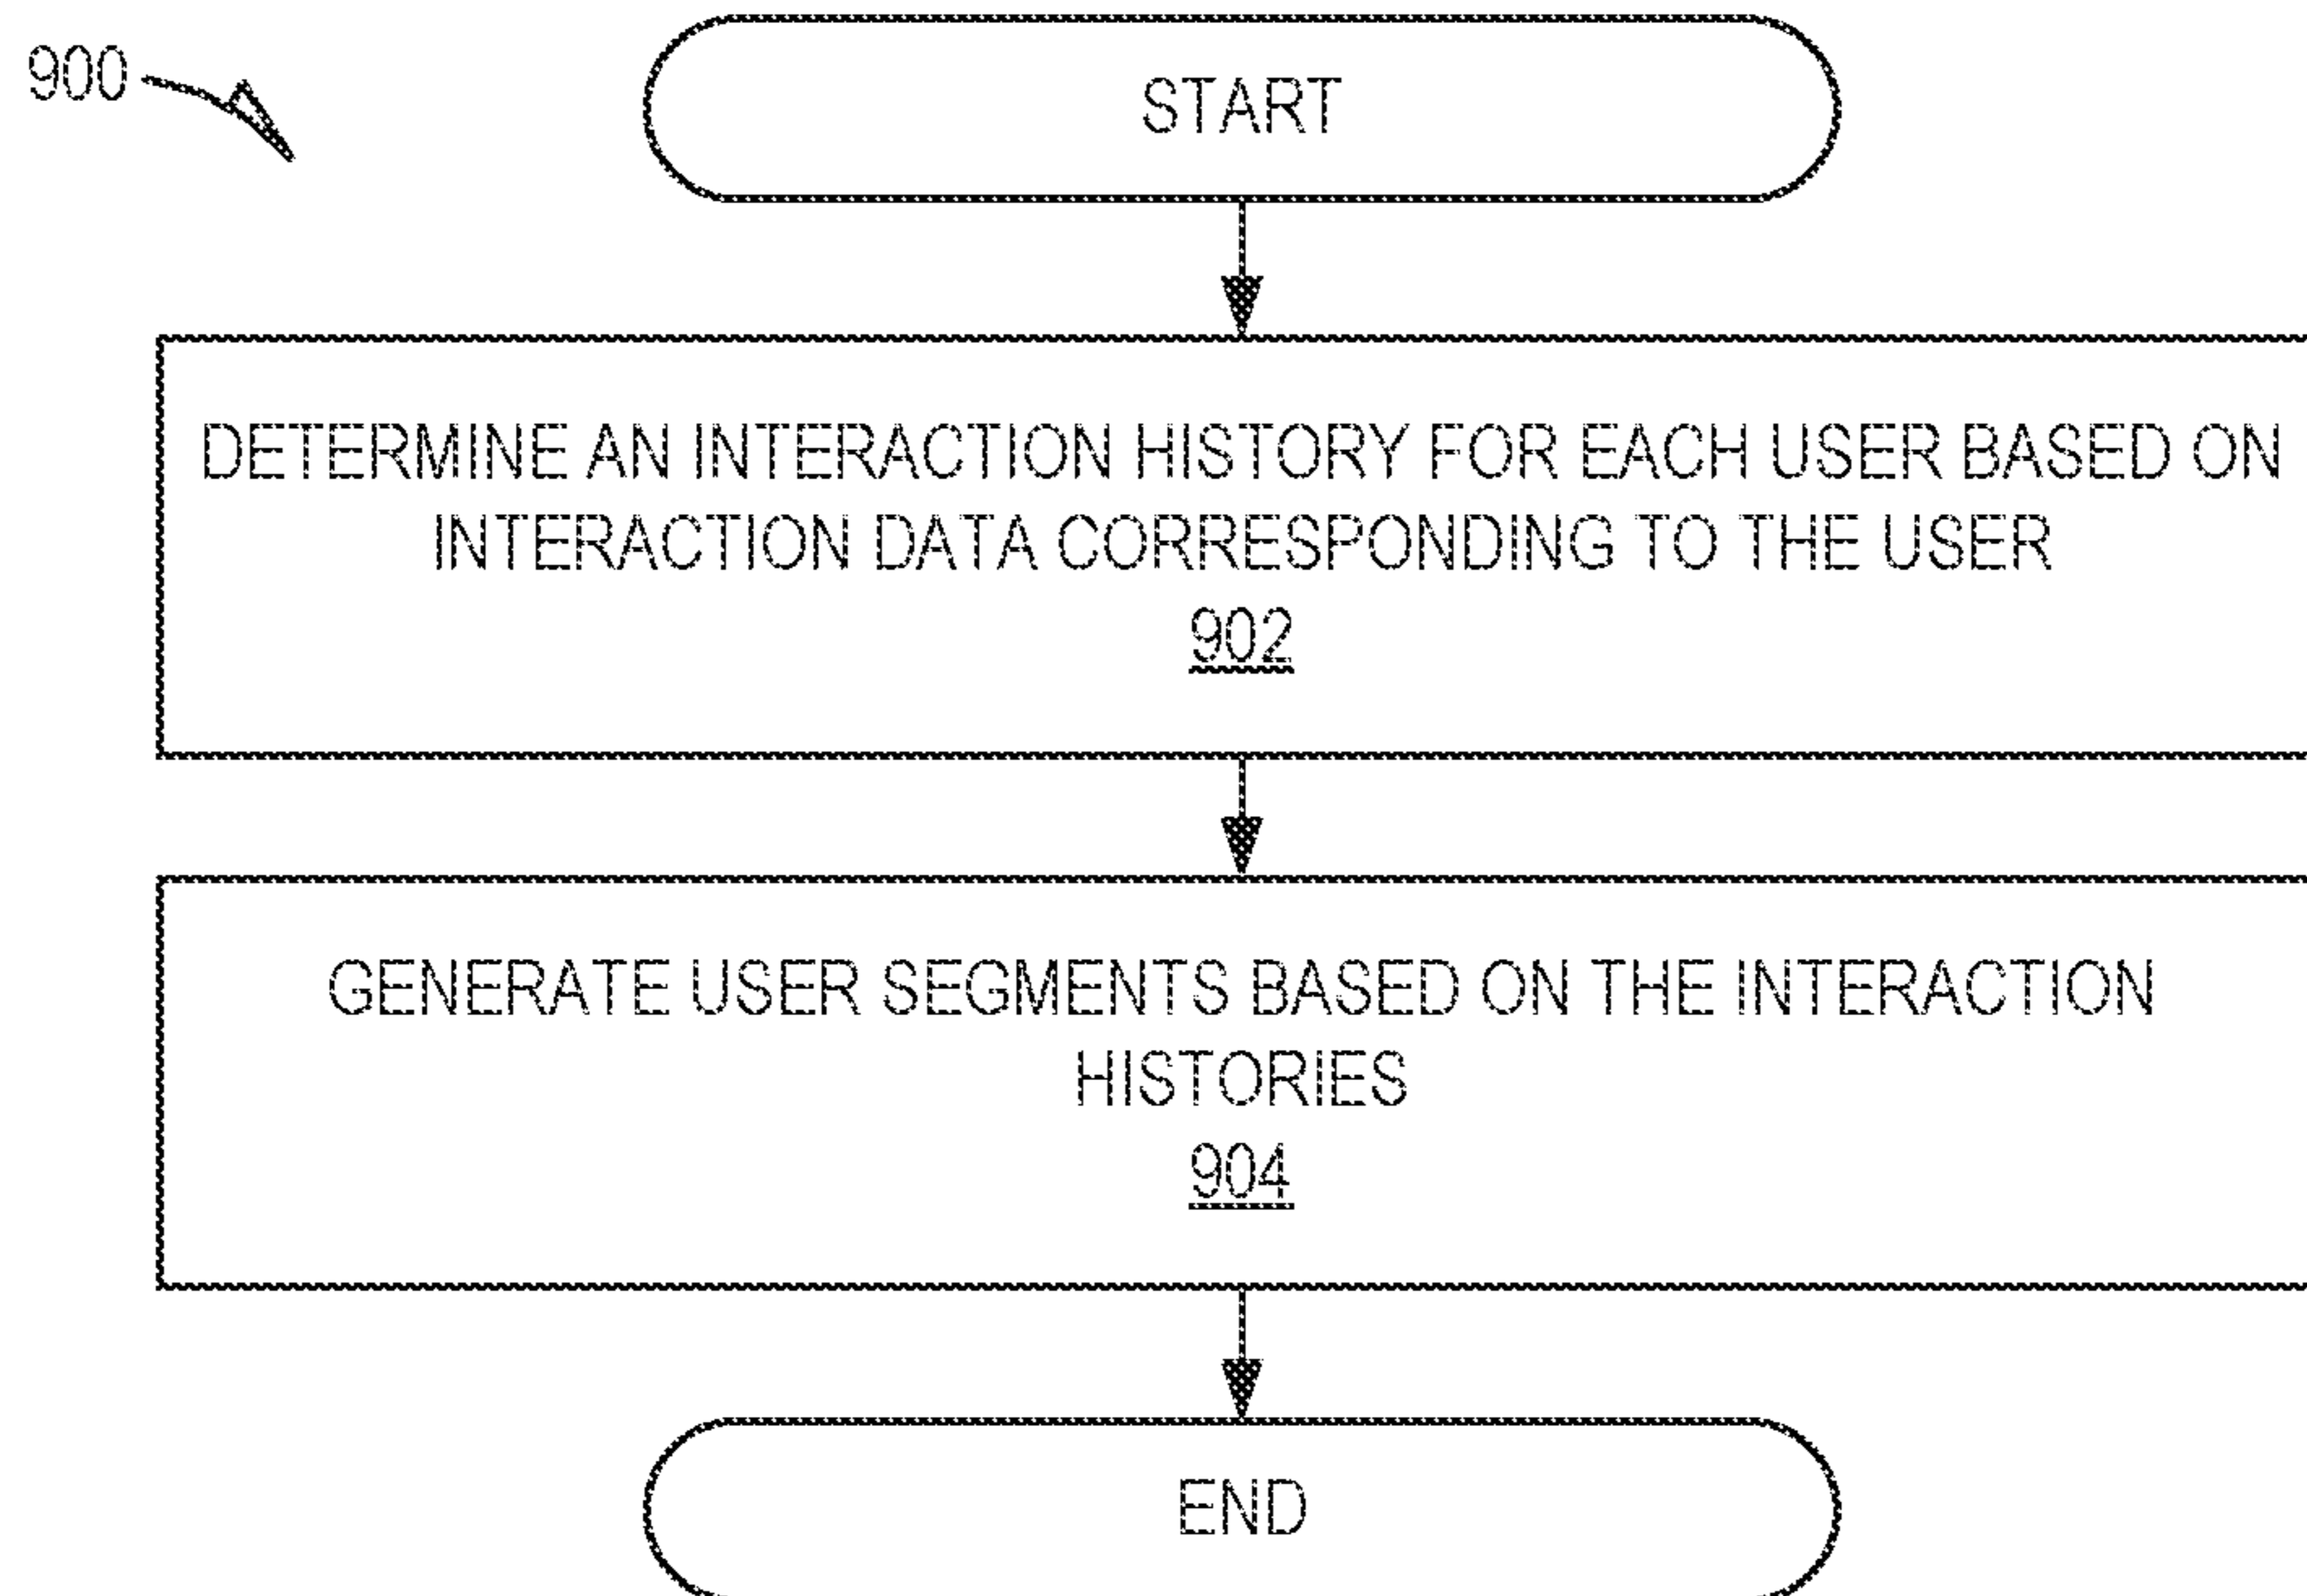 900
START
DETERMINE AN INTERACTION HISTORY FOR EACH USER BASED ON
INTERACTION DATA CORRESPONDING TO THE USER
902
GENERATE USER SEGMENTS BASED ON THE INTERACTION
HISTORIES
904
END